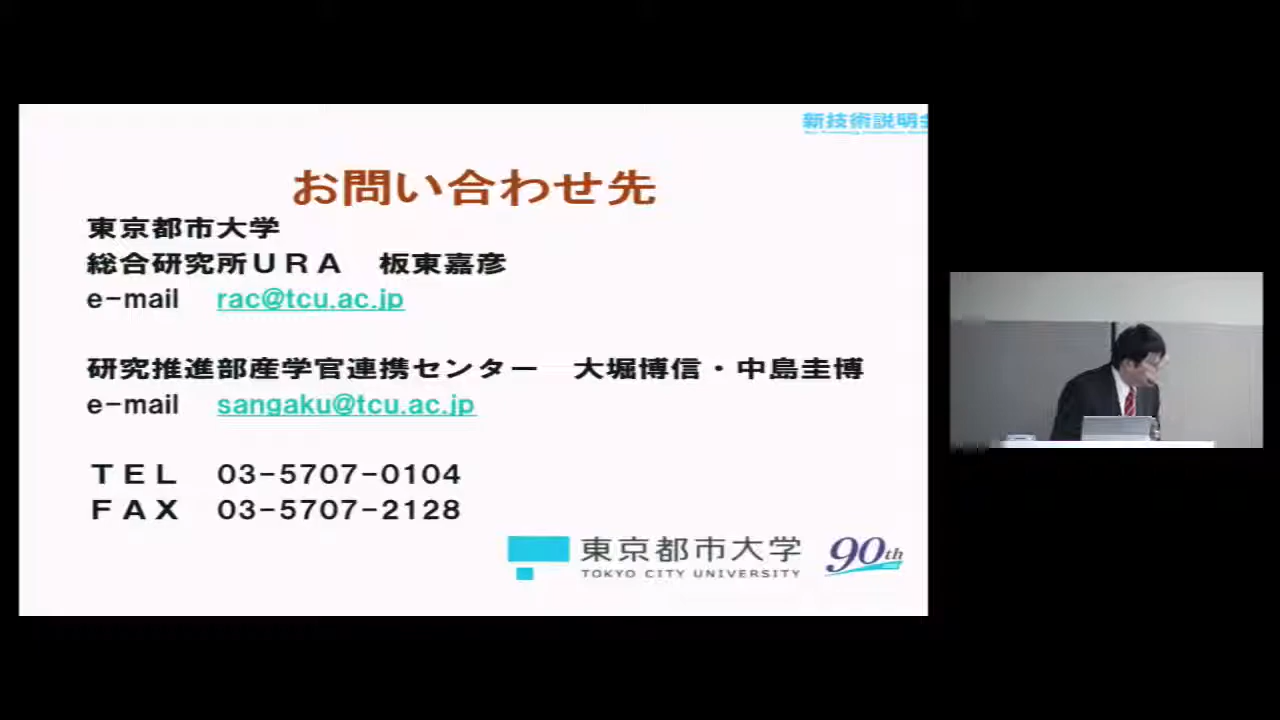 新技術説明会
お問い合わせ先
東京都市大学
総合研究所ＵＲＡ　板東嘉彦
e-mail　rac@tcu.ac.jp
研究推進部産学官連携センター　大堀博信・中島圭博
e-mail　sangaku@tcu.ac.jp
ＴＥＬ　03-5707-0104
ＦＡＸ　03-5707-2128
東京都市大学
TOKYO CITY UNIVERSITY
90th